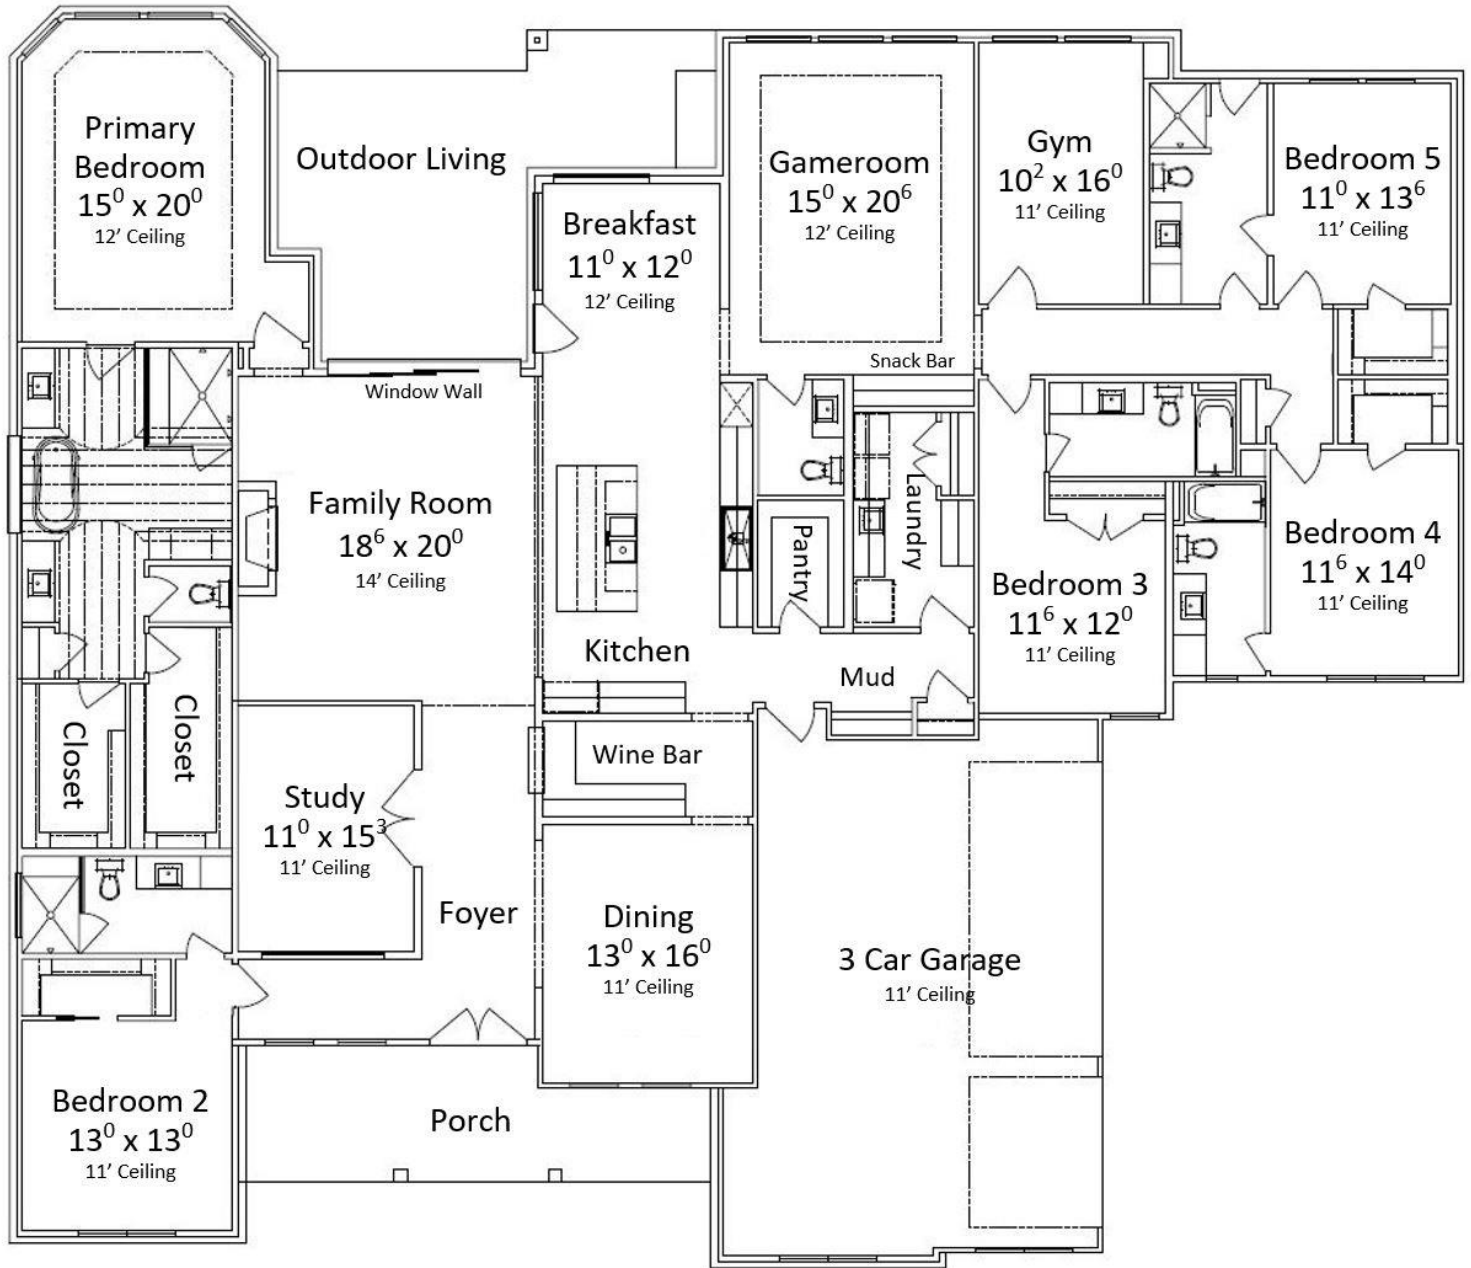 Primary
Bedroom
15⁰ x 20⁰
12' Ceiling
Outdoor Living
Breakfast
11⁰ x 12⁰
12' Ceiling
Gameroom
15⁰ x 20⁶
12' Ceiling
Gym
10² x 16⁰
11' Ceiling
Bedroom 5
11⁰ x 13⁶
11' Ceiling
Snack Bar
Window Wall
Family Room
18⁶ x 20⁰
14' Ceiling
Laundry
Pantry
Bedroom 4
11⁶ x 14⁰
11' Ceiling
Bedroom 3
11⁶ x 12⁰
11' Ceiling
Kitchen
Mud
Closet
Closet
Wine Bar
Study
11⁰ x 15³
11' Ceiling
Foyer
Dining
13⁰ x 16⁰
11' Ceiling
3 Car Garage
11' Ceiling
Bedroom 2
13⁰ x 13⁰
11' Ceiling
Porch